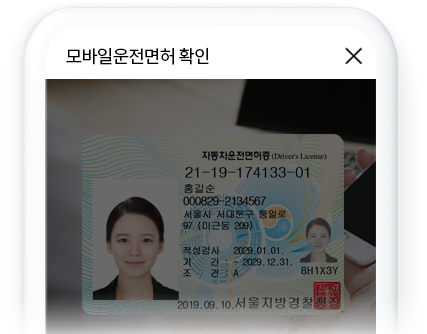 모바일운전면허 확인
자동차운전면허증 (Driver's License)
21-19-174133-01
홍길순
000829-2134567
서울시 서대문구 통일로
97 (미근동 209)
적성검사 2029.01.01.
기 간 : ~ 2029.12.31.
조 건 : A
8H1X3Y
2019.09.10. 서울지방경찰청장